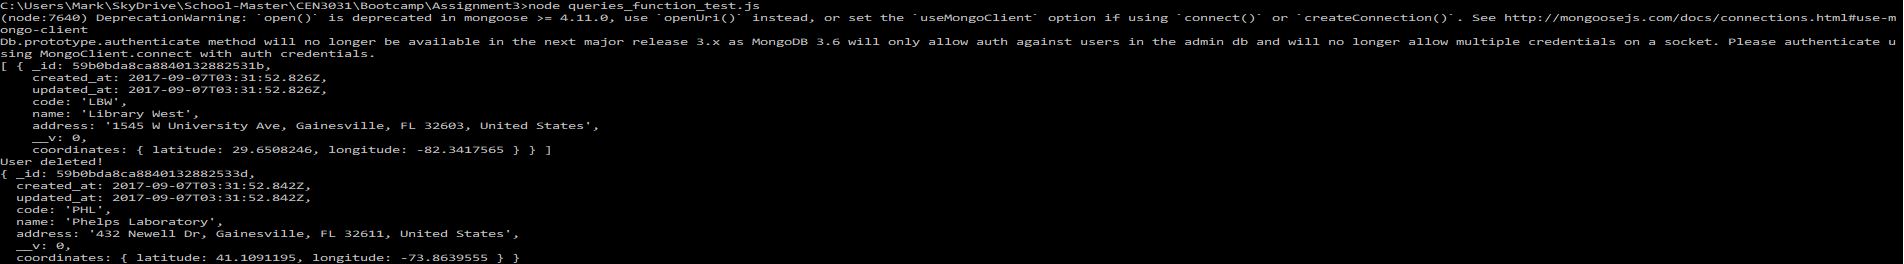 C:\Users\Mark\SkyDrive\School-Master\CEN3031\Bootcamp\Assignment3>node queries_function_test.js
(node:7640) DeprecationWarning: `open()` is deprecated in mongoose >= 4.11.0, use `openUri()` instead, or set the `useMongoClient` option if using `connect()` or `createConnection()`. See http://mongoosejs.com/docs/connections.html#use-m
ongo-client
Db.prototype.authenticate method will no longer be available in the next major release 3.x as MongoDB 3.6 will only allow auth against users in the admin db and will no longer allow multiple credentials on a socket. Please authenticate u
sing MongoClient.connect with auth credentials.
[ { _id: 59b0bda8ca8840132882531b,
    created_at: 2017-09-07T03:31:52.826Z,
    updated_at: 2017-09-07T03:31:52.826Z,
    code: 'LBW',
    name: 'Library West',
    address: '1545 W University Ave, Gainesville, FL 32603, United States',
    __v: 0,
    coordinates: { latitude: 29.6508246, longitude: -82.3417565 } } ]
User deleted!
{ _id: 59b0bda8ca8840132882533d,
  created_at: 2017-09-07T03:31:52.842Z,
  updated_at: 2017-09-07T03:31:52.842Z,
  code: 'PHL',
  name: 'Phelps Laboratory',
  address: '432 Newell Dr, Gainesville, FL 32611, United States',
  __v: 0,
  coordinates: { latitude: 41.1091195, longitude: -73.8639555 } }